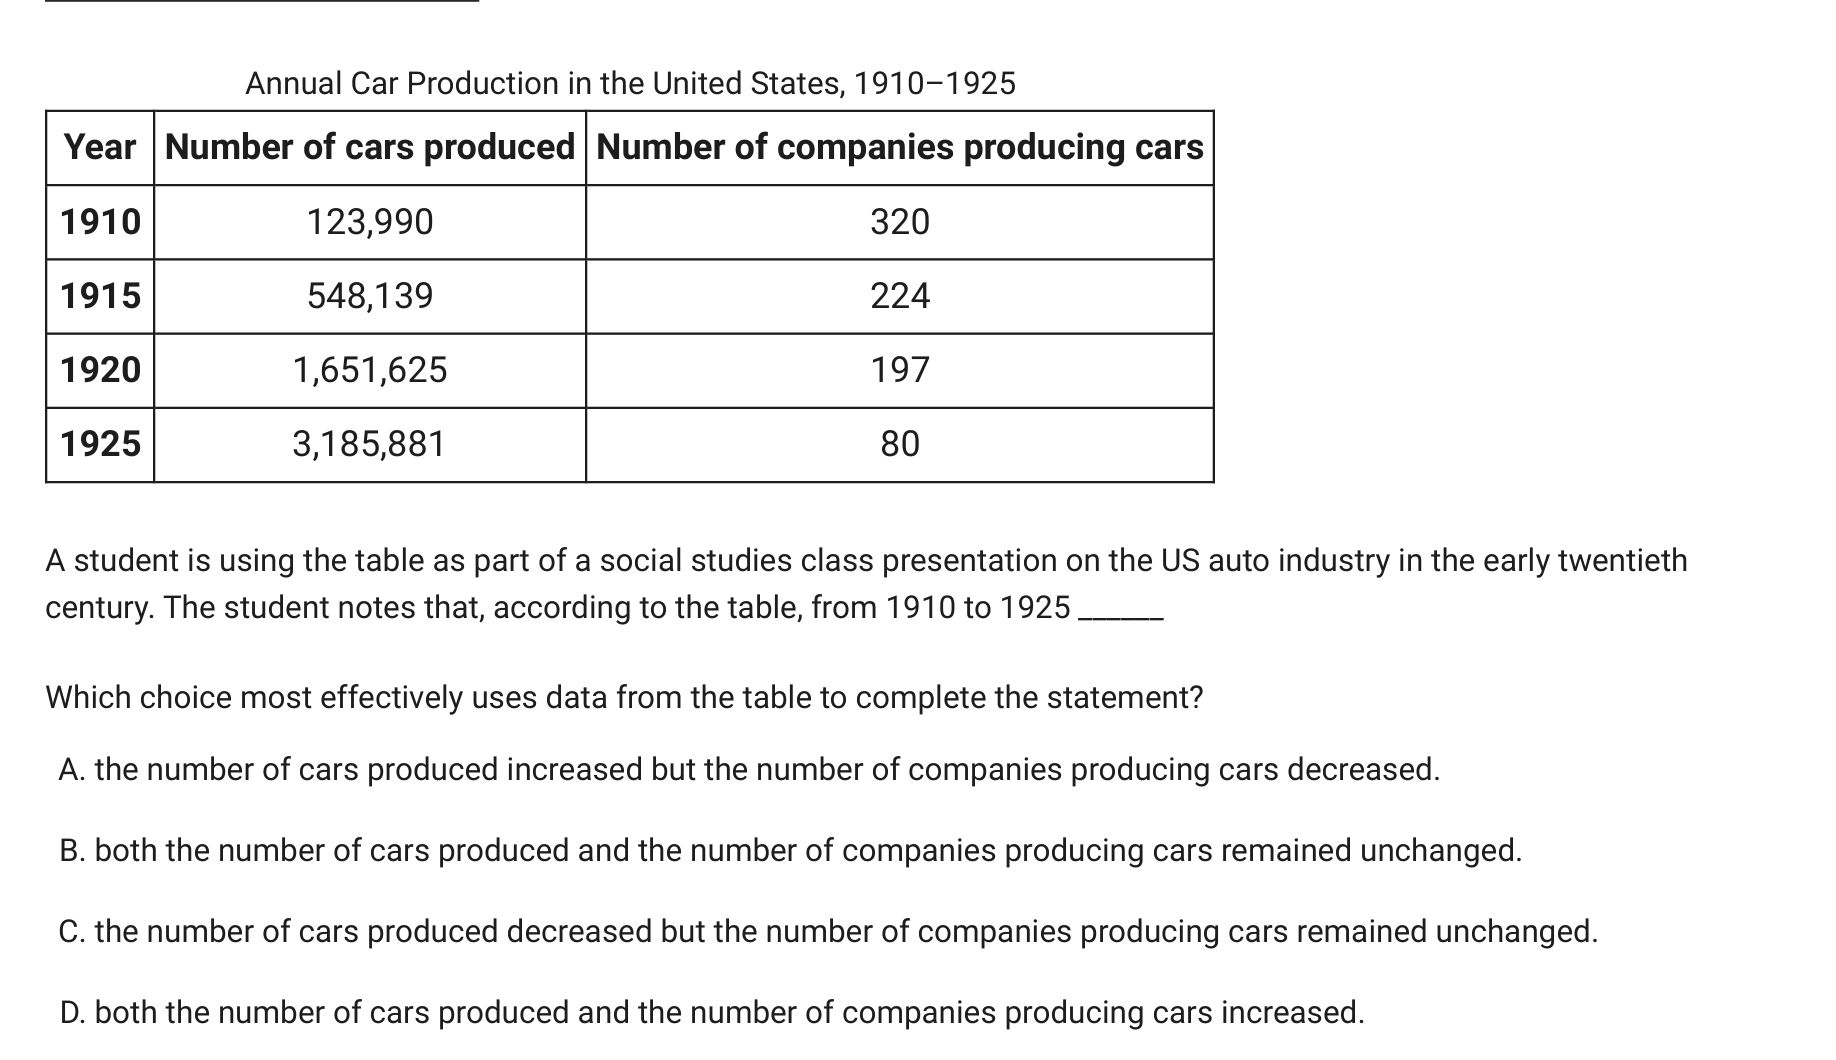 Annual Car Production in the United States, 1910–1925
Year Number of cars produced Number of companies producing cars
1910 123,990 320
1915 548,139 224
1920 1,651,625 197
1925 3,185,881 80
A student is using the table as part of a social studies class presentation on the US auto industry in the early twentieth
century. The student notes that, according to the table, from 1910 to 1925 ______
Which choice most effectively uses data from the table to complete the statement?
A. the number of cars produced increased but the number of companies producing cars decreased.
B. both the number of cars produced and the number of companies producing cars remained unchanged.
C. the number of cars produced decreased but the number of companies producing cars remained unchanged.
D. both the number of cars produced and the number of companies producing cars increased.